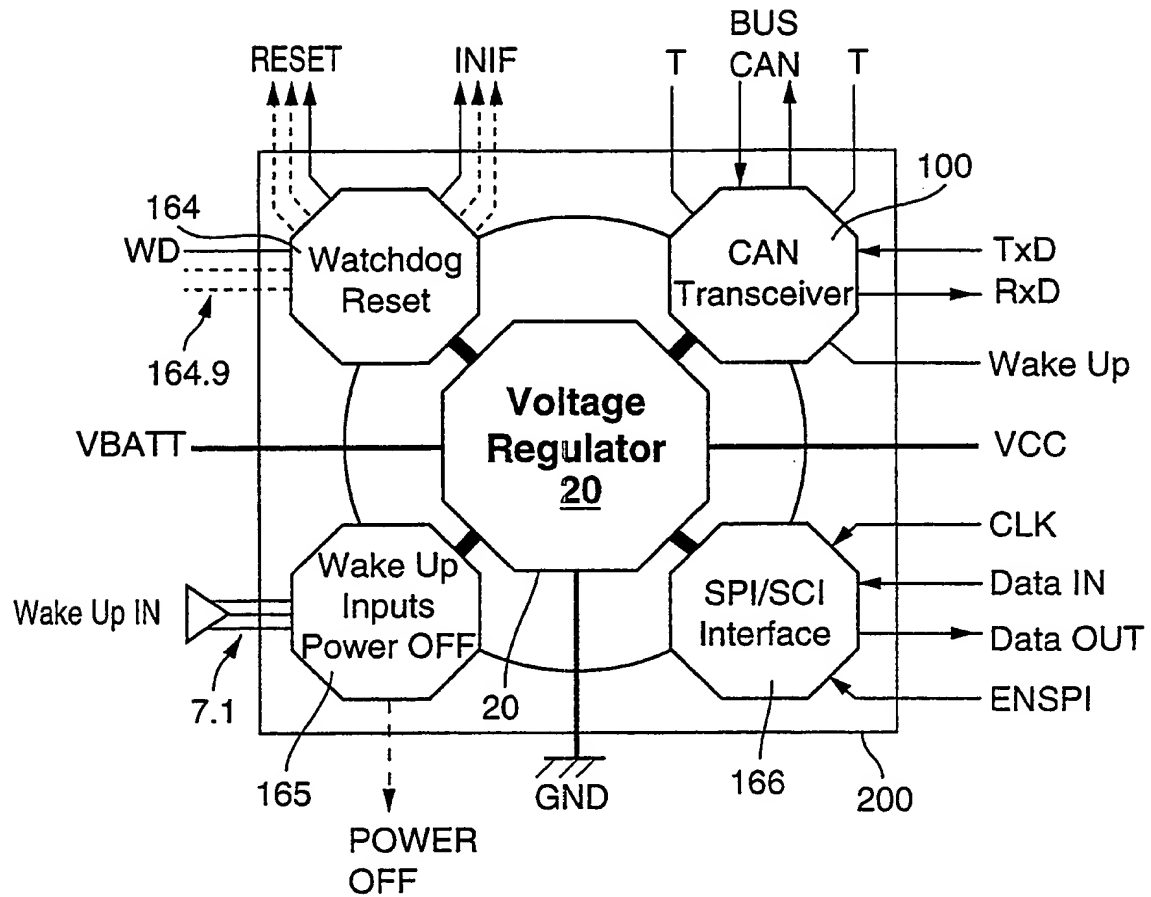 BUS
RESET
INIF
T
CAN
T
100
164
WD
Watchdog
Reset
CAN
Transceiver
TxD
RxD
164.9
Wake Up
VBATT
Voltage
Regulator
20
VCC
CLK
Wake Up IN
Wake Up
Inputs
Power OFF
SPI/SCI
Interface
Data IN
Data OUT
7.1
20
ENSPI
165
GND
166
200
POWER
OFF